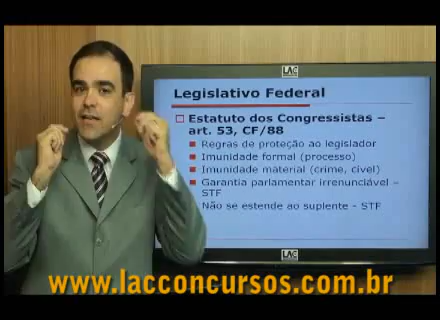 LAC
Legislativo Federal
Estatuto dos Congressistas –
art. 53, CF/88
Regras de proteção ao legislador
Imunidade formal (processo)
Imunidade material (crime, cível)
Garantia parlamentar irrenunciável –
STF
Não se estende ao suplente – STF
LAC
www.lacconcursos.com.br